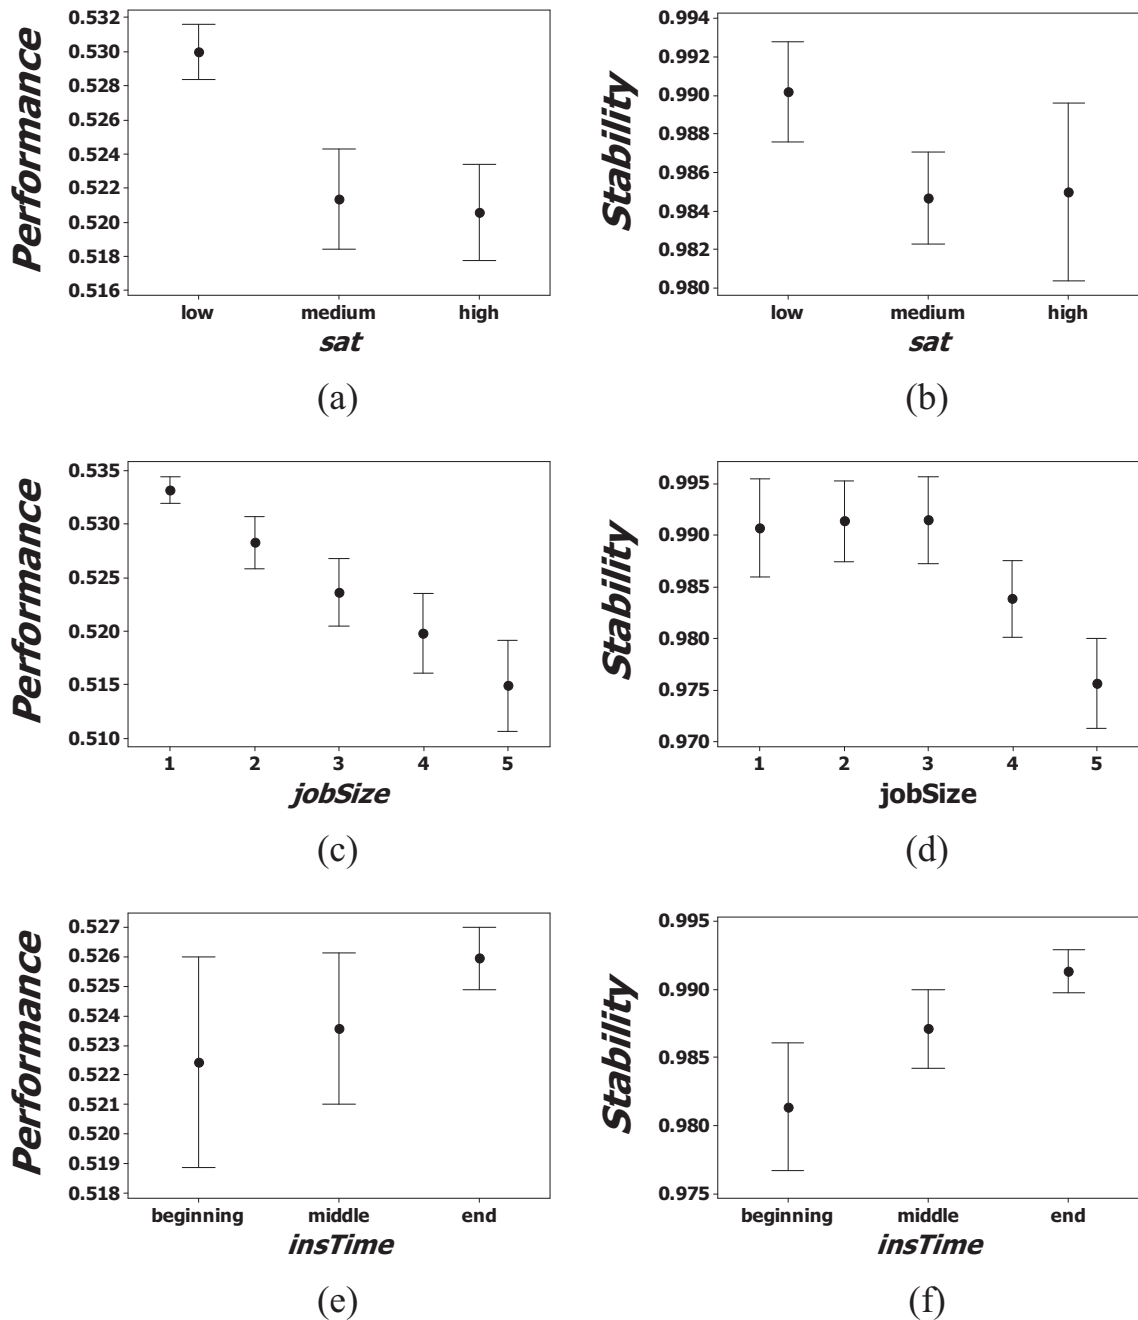 Performance
0.532
0.530
0.528
0.526
0.524
0.522
0.520
0.518
0.516
low medium high
sat
(a)
Stability
0.994
0.992
0.990
0.988
0.986
0.984
0.982
0.980
low medium high
sat
(b)
Performance
0.535
0.530
0.525
0.520
0.515
0.510
1 2 3 4 5
jobSize
(c)
Stability
0.995
0.990
0.985
0.980
0.975
0.970
1 2 3 4 5
jobSize
(d)
Performance
0.527
0.526
0.525
0.524
0.523
0.522
0.521
0.520
0.519
0.518
beginning middle end
insTime
(e)
Stability
0.995
0.990
0.985
0.980
0.975
beginning middle end
insTime
(f)